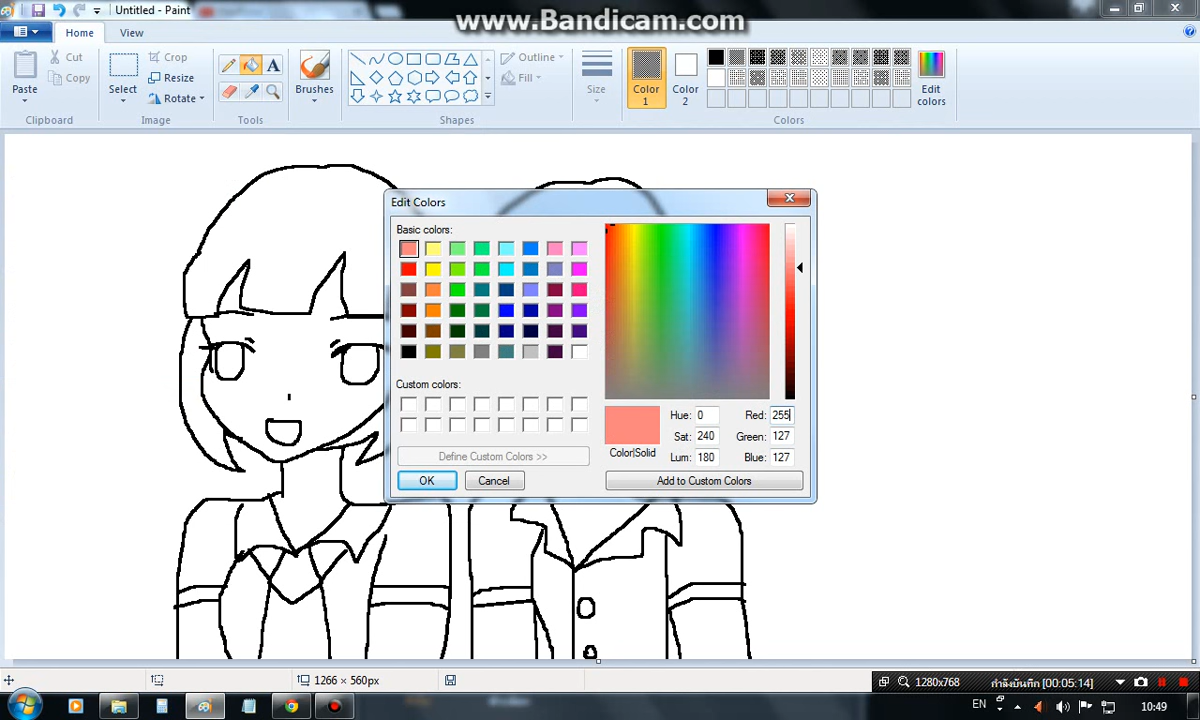 www.Bandicam.com
Untitled - Paint
Home
View
Paste
Cut
Copy
Clipboard
Select
Crop
Resize
Rotate
Image
Tools
Brushes
Outline
Fill
Shapes
Size
Color 1
Color 2
Edit colors
Colors
Edit Colors
Basic colors:
Custom colors:
Define Custom Colors >>
OK
Cancel
Color|Solid
Hue: 0
Sat: 240
Lum: 180
Red: 255
Green: 127
Blue: 127
Add to Custom Colors
1266 × 560px
1280x768
กำลังบันทึก [00:05:14]
EN
10:49